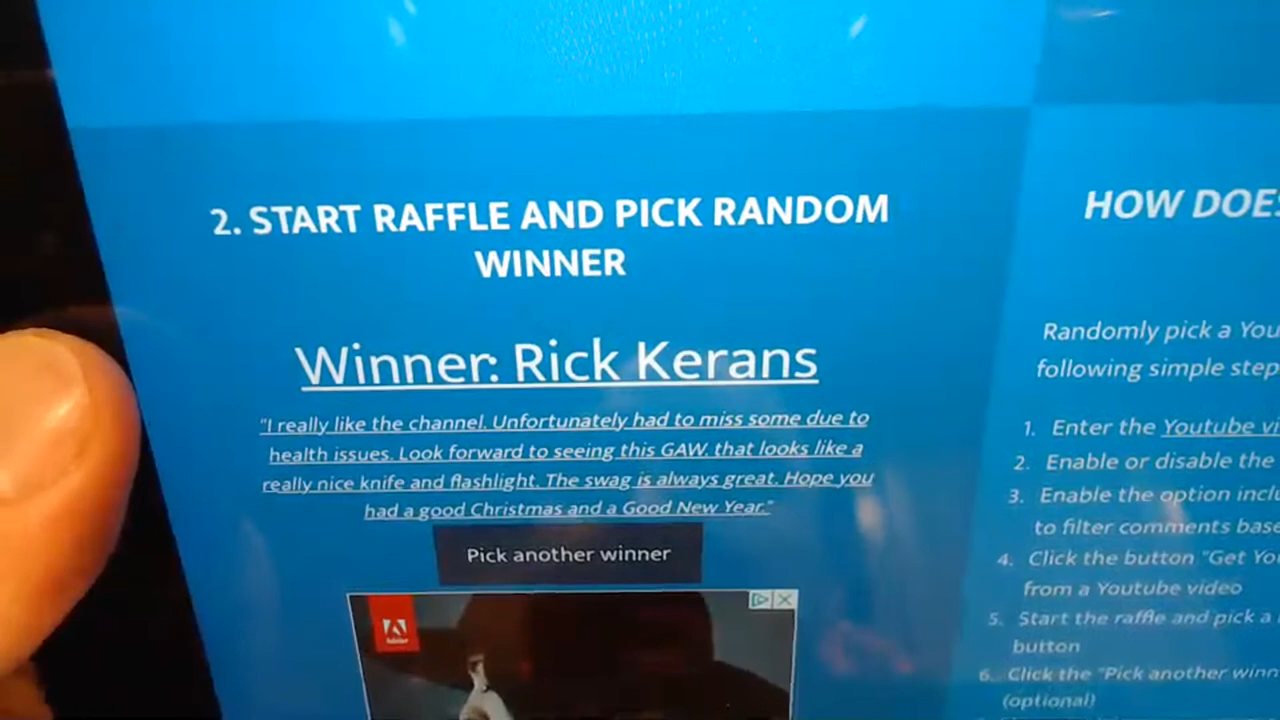 2. START RAFFLE AND PICK RANDOM
WINNER
Winner: Rick Kerans
"I really like the channel. Unfortunately had to miss some due to
health issues. Look forward to seeing this GAW, that looks like a
really nice knife and flashlight. The swag is always great. Hope you
had a good Christmas and a Good New Year."
Pick another winner
Adobe
HOW DOES
Randomly pick a You
following simple step
1. Enter the Youtube vi
2. Enable or disable the
3. Enable the option inclu
to filter comments base
4. Click the button "Get Yo
from a Youtube video
5. Start the raffle and pick a
button
6. Click the "Pick another winn
(optional)